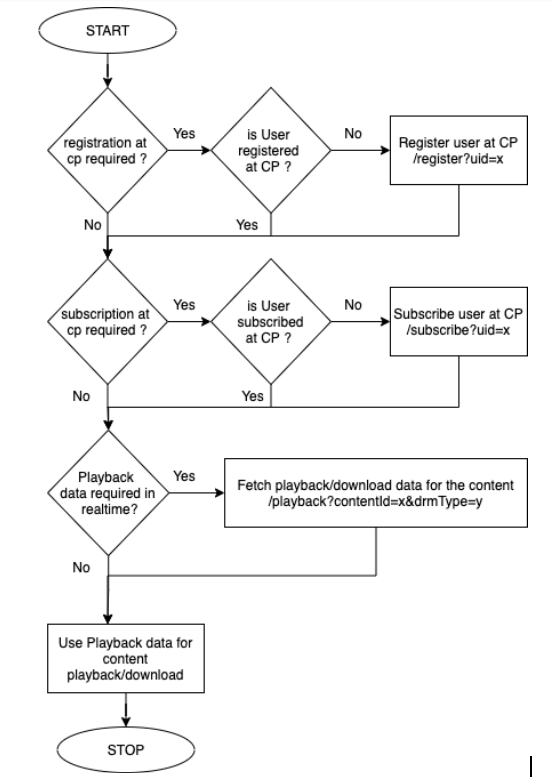 START
registration at
cp required ?
Yes
is User
registered
at CP ?
No
Register user at CP
/register?uid=x
No
Yes
subscription at
cp required ?
Yes
is User
subscribed
at CP ?
No
Subscribe user at CP
/subscribe?uid=x
No
Yes
Playback
data required in
realtime?
Yes
Fetch playback/download data for the content
/playback?contentId=x&drmType=y
No
Use Playback data for
content
playback/download
STOP